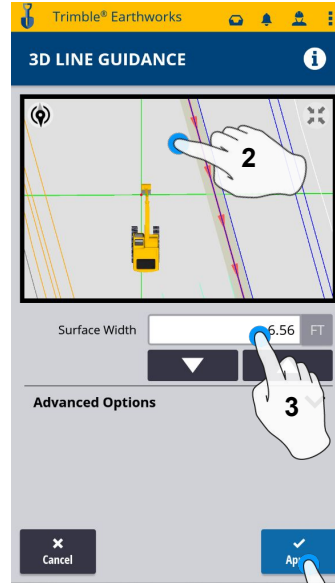 Trimble® Earthworks
3D LINE GUIDANCE
2
Surface Width 6.56 FT
3
Advanced Options
Cancel